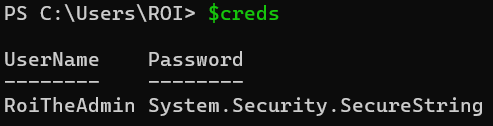 PS C:\Users\ROI> $creds
UserName    Password
--------    --------
RoiTheAdmin System.Security.SecureString